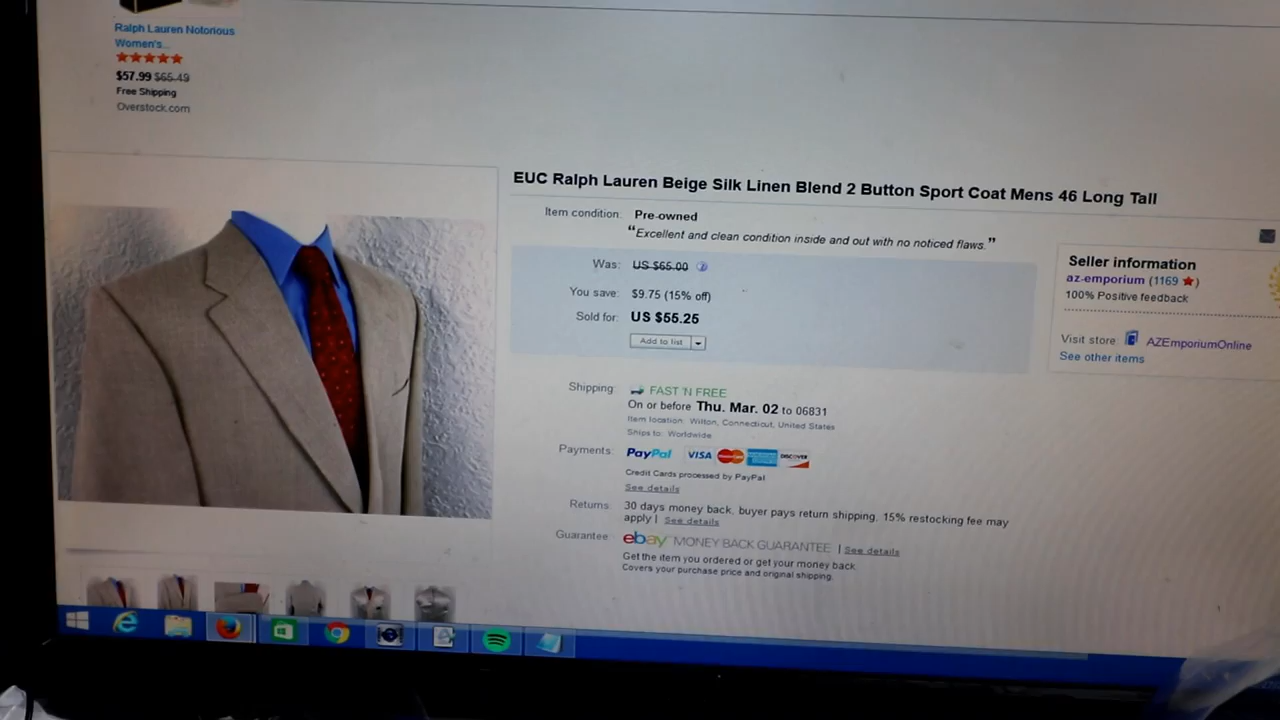 Ralph Lauren Notorious
Women's...
$57.99 $65.49
Free Shipping
Overstock.com
EUC Ralph Lauren Beige Silk Linen Blend 2 Button Sport Coat Mens 46 Long Tall
Item condition: Pre-owned
“Excellent and clean condition inside and out with no noticed flaws.”
Was: US $65.00
You save: $9.75 (15% off)
Sold for: US $55.25
Add to list
Seller information
az-emporium (1169 ★)
100% Positive feedback
Visit store: AZEmporiumOnline
See other items
Shipping: FAST 'N FREE
On or before Thu. Mar. 02 to 06831
Item location: Wilton, Connecticut, United States
Ships to: Worldwide
Payments: PayPal VISA MasterCard DISCOVER
Credit Cards processed by PayPal
See details
Returns: 30 days money back, buyer pays return shipping, 15% restocking fee may
apply | See details
Guarantee: ebay MONEY BACK GUARANTEE | See details
Get the item you ordered or get your money back.
Covers your purchase price and original shipping.